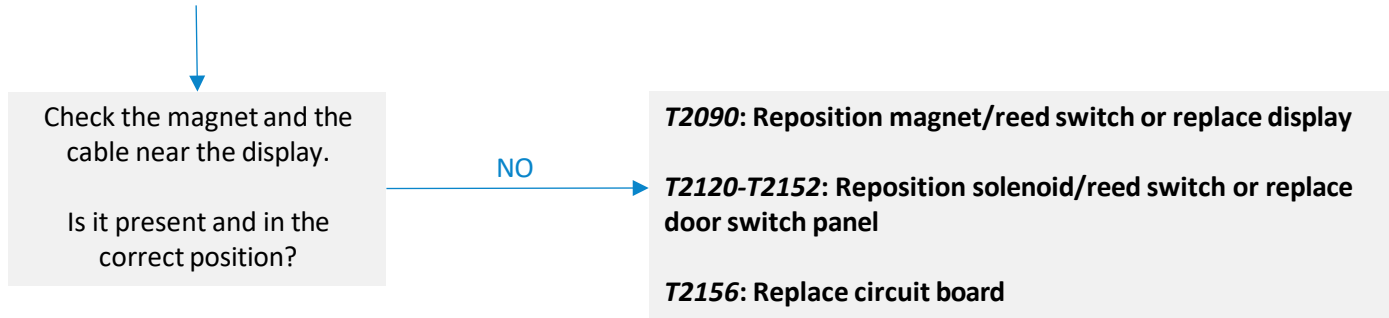 Check the magnet and the
cable near the display.
Is it present and in the
correct position?
NO
T2090: Reposition magnet/reed switch or replace display
T2120-T2152: Reposition solenoid/reed switch or replace
door switch panel
T2156: Replace circuit board